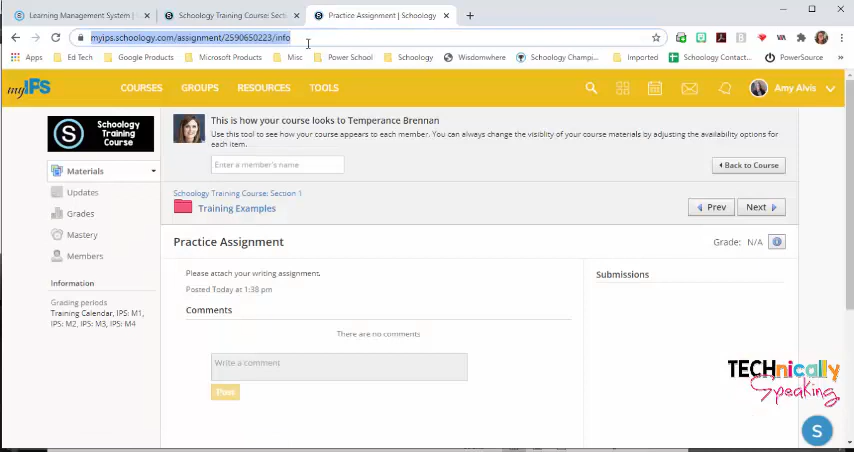 Learning Management System |
Schoology Training Course: Sect
Practice Assignment | Schoology
myips.schoology.com/assignment/2590650223/info
Apps
Ed Tech
Google Products
Microsoft Products
Misc
Power School
Schoology
Wisdomwhere
Schoology Champi...
Imported
Schoology Contact...
PowerSource
myIPS
COURSES
GROUPS
RESOURCES
TOOLS
Amy Alvis
Schoology
Training
Course
This is how your course looks to Temperance Brennan
Use this tool to see how your course appears to each member. You can always change the visiblity of your course materials by adjusting the availability options for
each item.
Enter a member's name
Back to Course
Materials
Updates
Grades
Mastery
Members
Information
Grading periods
Training Calendar, IPS: M1,
IPS: M2, IPS: M3, IPS: M4
Schoology Training Course: Section 1
Training Examples
Prev
Next
Practice Assignment
Grade: N/A
Please attach your writing assignment.
Posted Today at 1:38 pm
Submissions
Comments
There are no comments
Write a comment
Post
TECHnically
Speaking
S